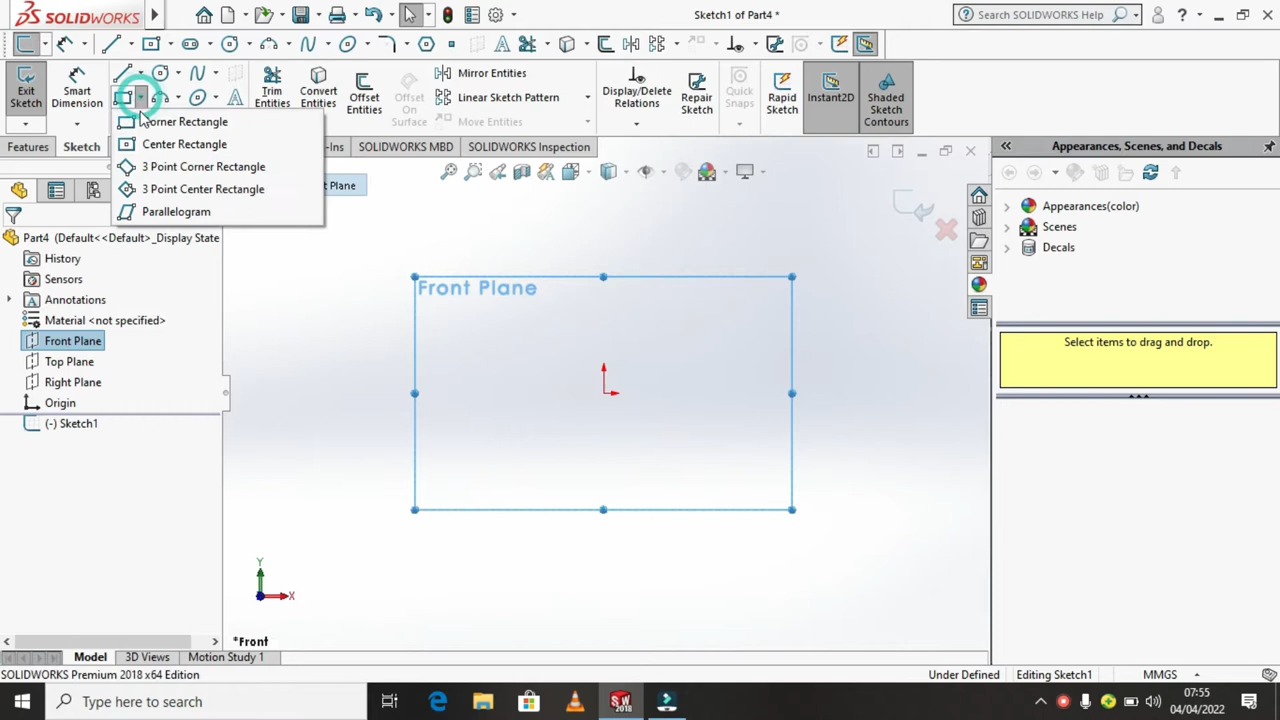 SOLIDWORKS
Sketch1 of Part4 *
Search SOLIDWORKS Help
Exit Sketch
Smart Dimension
Trim Entities
Convert Entities
Offset Entities
Offset On Surface
Mirror Entities
Linear Sketch Pattern
Move Entities
Display/Delete Relations
Repair Sketch
Quick Snaps
Rapid Sketch
Instant2D
Shaded Sketch Contours
Corner Rectangle
Center Rectangle
3 Point Corner Rectangle
3 Point Center Rectangle
Parallelogram
Features
Sketch
-Ins
SOLIDWORKS MBD
SOLIDWORKS Inspection
Appearances, Scenes, and Decals
t Plane
Part4 (Default<<Default>_Display State
History
Sensors
Annotations
Material <not specified>
Front Plane
Top Plane
Right Plane
Origin
(-) Sketch1
Front Plane
Y
X
*Front
Appearances(color)
Scenes
Decals
Select items to drag and drop.
Model
3D Views
Motion Study 1
SOLIDWORKS Premium 2018 x64 Edition
Under Defined
Editing Sketch1
MMGS
Type here to search
SW
2018
07:55
04/04/2022